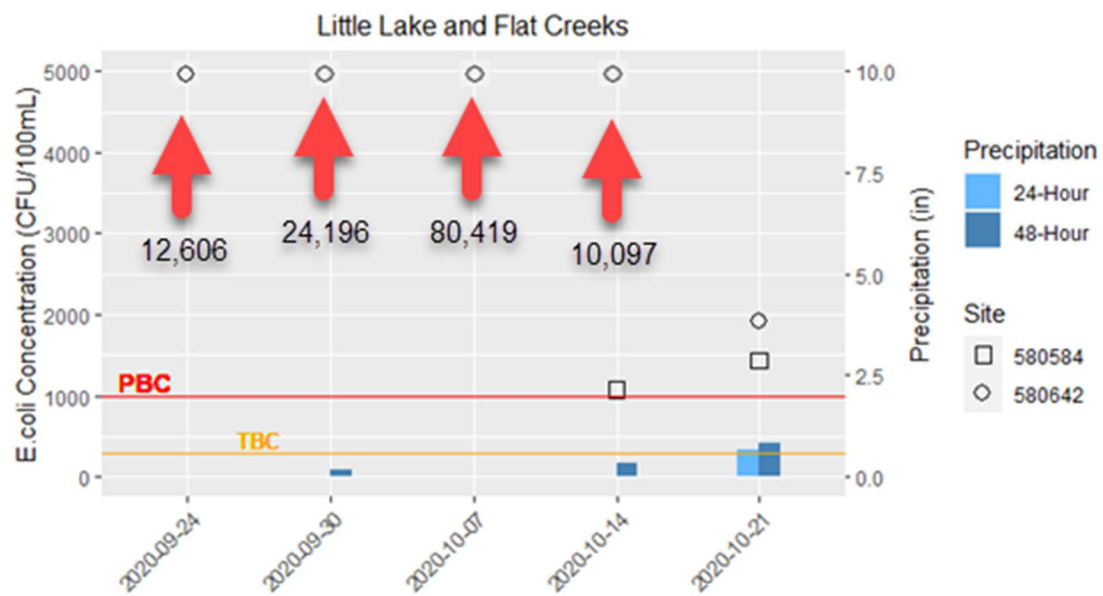 Little Lake and Flat Creeks
E.coli Concentration (CFU/100mL)
5000
4000
3000
2000
1000
0
12,606
24,196
80,419
10,097
PBC
TBC
10.0
7.5
5.0
2.5
0.0
Precipitation (in)
2020-09-24
2020-09-30
2020-10-07
2020-10-14
2020-10-21
Precipitation
24-Hour
48-Hour
Site
580584
580642